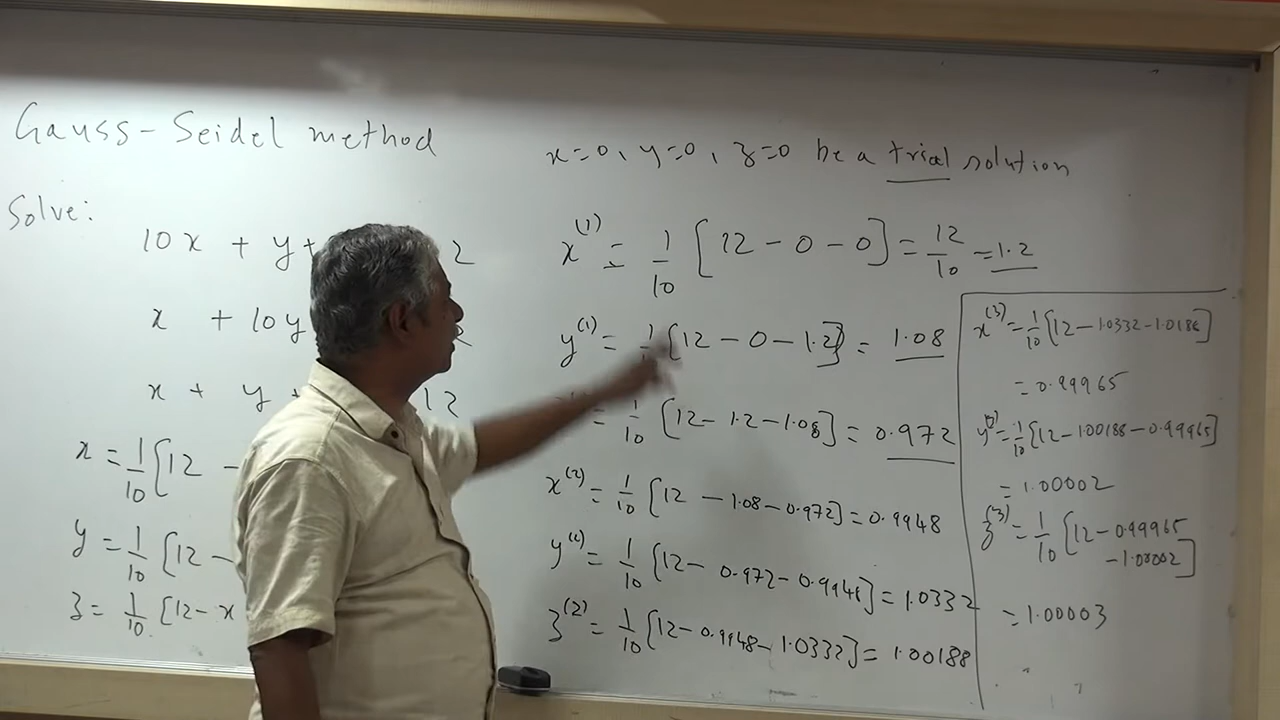 Gauss-Seidel method
Solve:
10x + y+ 2
x + 10y
x + y 12
x = 1/10 [12 -
y = 1/10 [12 -
z = 1/10 [12 - x
x=0, y=0, z=0 be a trial solution
x^(1) = 1/10 [12 - 0 - 0] = 12/10 = 1.2
y^(1) = 1/10 [12 - 0 - 1.2] = 1.08
= 1/10 [12 - 1.2 - 1.08] = 0.972
x^(2) = 1/10 [12 - 1.08 - 0.972] = 0.9948
y^(2) = 1/10 [12 - 0.972 - 0.9948] = 1.0332
z^(2) = 1/10 [12 - 0.9948 - 1.0332] = 1.00188
x^(3) = 1/10 [12 - 1.0332 - 1.0188]
= 0.99965
y^(3) = 1/10 [12 - 1.00188 - 0.99965]
= 1.00002
z^(3) = 1/10 [12 - 0.99965
- 1.00002]
= 1.00003